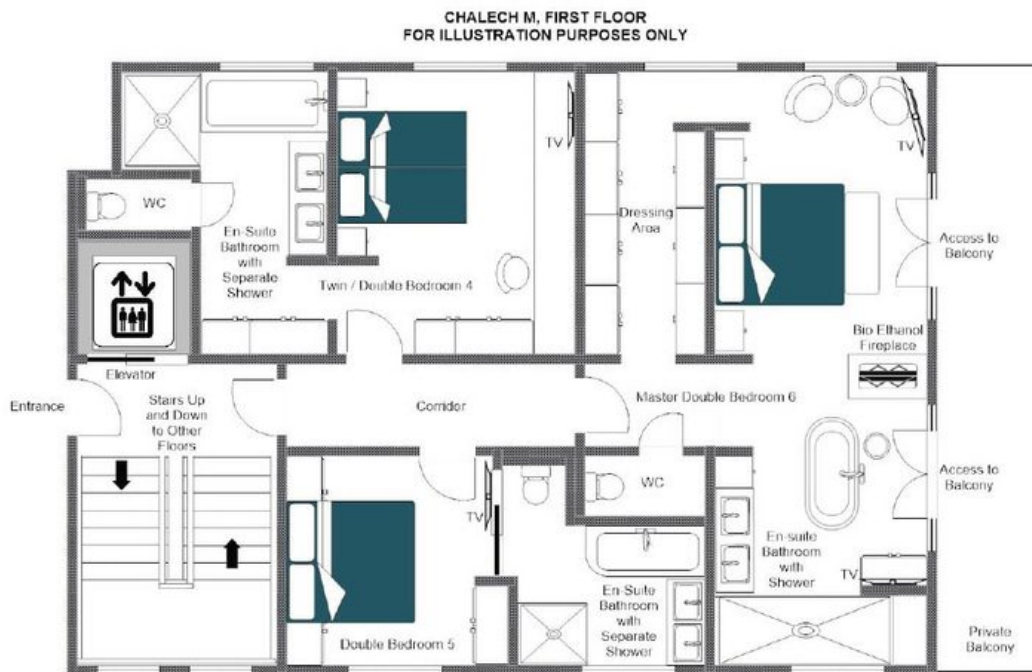 CHALECH M, FIRST FLOOR
FOR ILLUSTRATION PURPOSES ONLY
WC
En-Suite
Bathroom
with
Separate
Shower
TV
Twin / Double Bedroom 4
Dressing
Area
TV
Access to
Balcony
Bio Ethanol
Fireplace
Elevator
Entrance
Stairs Up
and Down
to Other
Floors
Corridor
Master Double Bedroom 6
Access to
Balcony
TV
WC
En-suite
Bathroom
with
Shower
TV
En-Suite
Bathroom
with
Separate
Shower
Double Bedroom 5
Private
Balcony